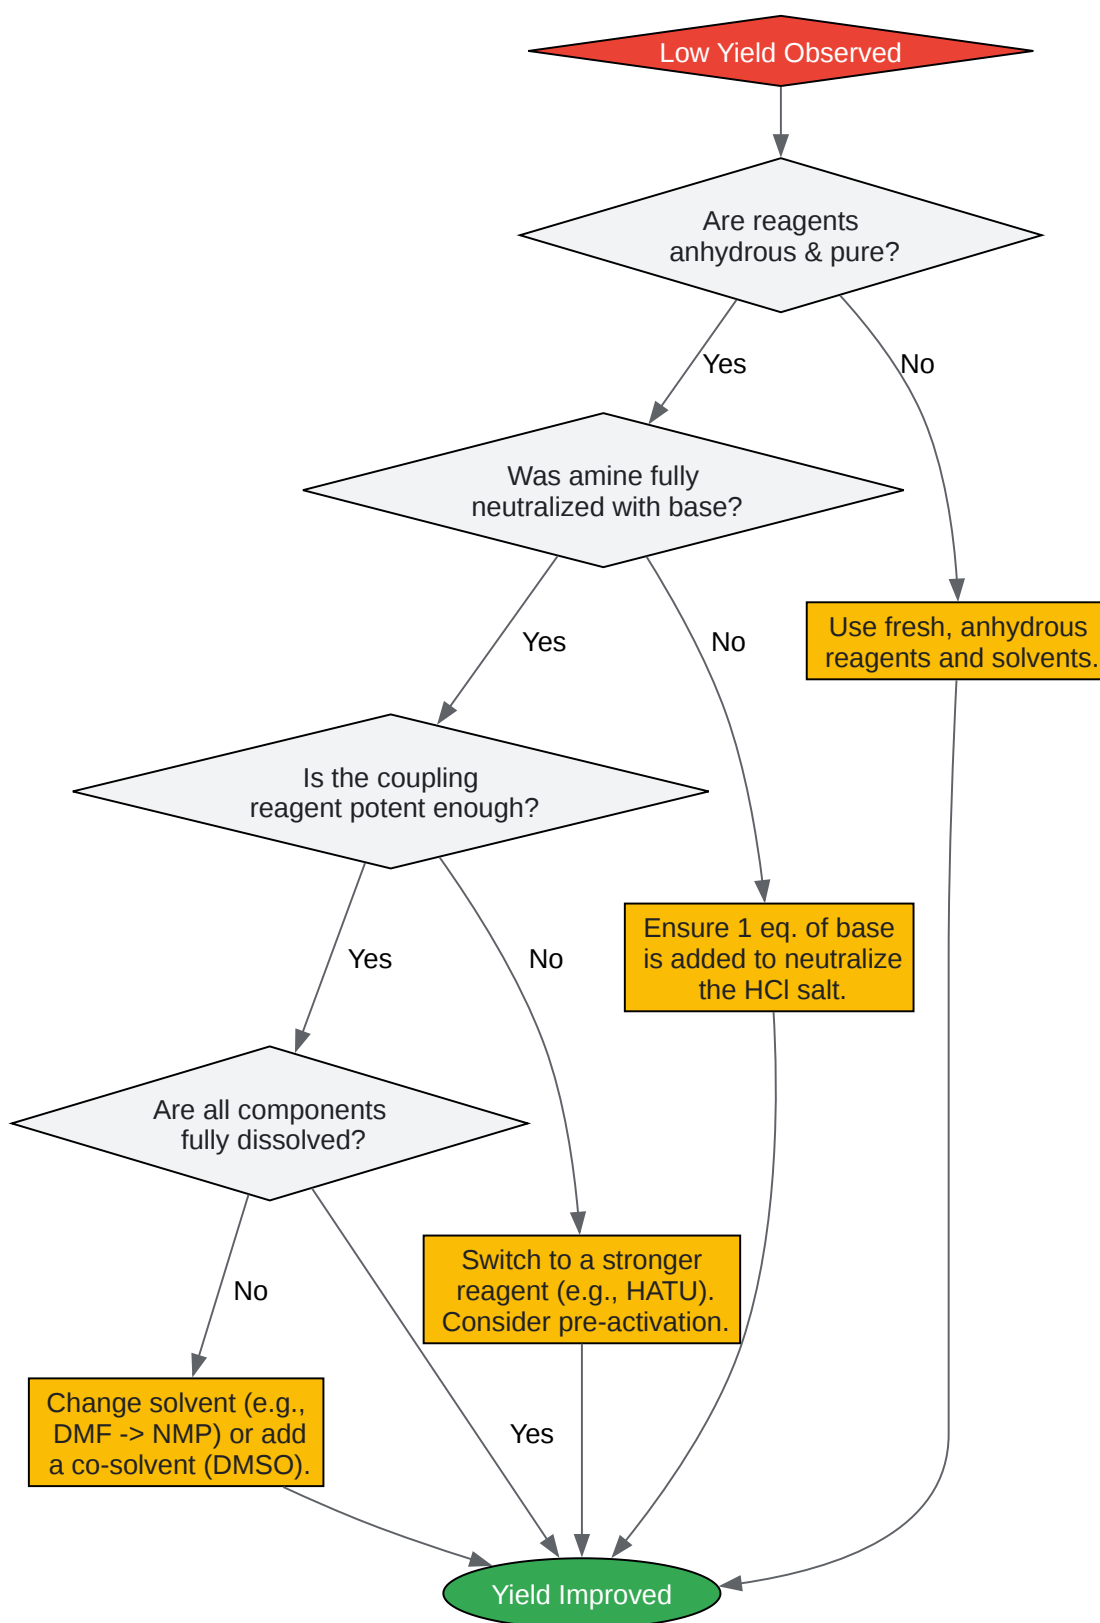 Low Yield Observed
Are reagents
anhydrous & pure?
Yes
No
Was amine fully
neutralized with base?
Yes
No
Use fresh, anhydrous
reagents and solvents.
Is the coupling
reagent potent enough?
Yes
No
Ensure 1 eq. of base
is added to neutralize
the HCl salt.
Are all components
fully dissolved?
No
Yes
Switch to a stronger
reagent (e.g., HATU).
Consider pre-activation.
Change solvent (e.g.,
DMF -> NMP) or add
a co-solvent (DMSO).
Yield Improved